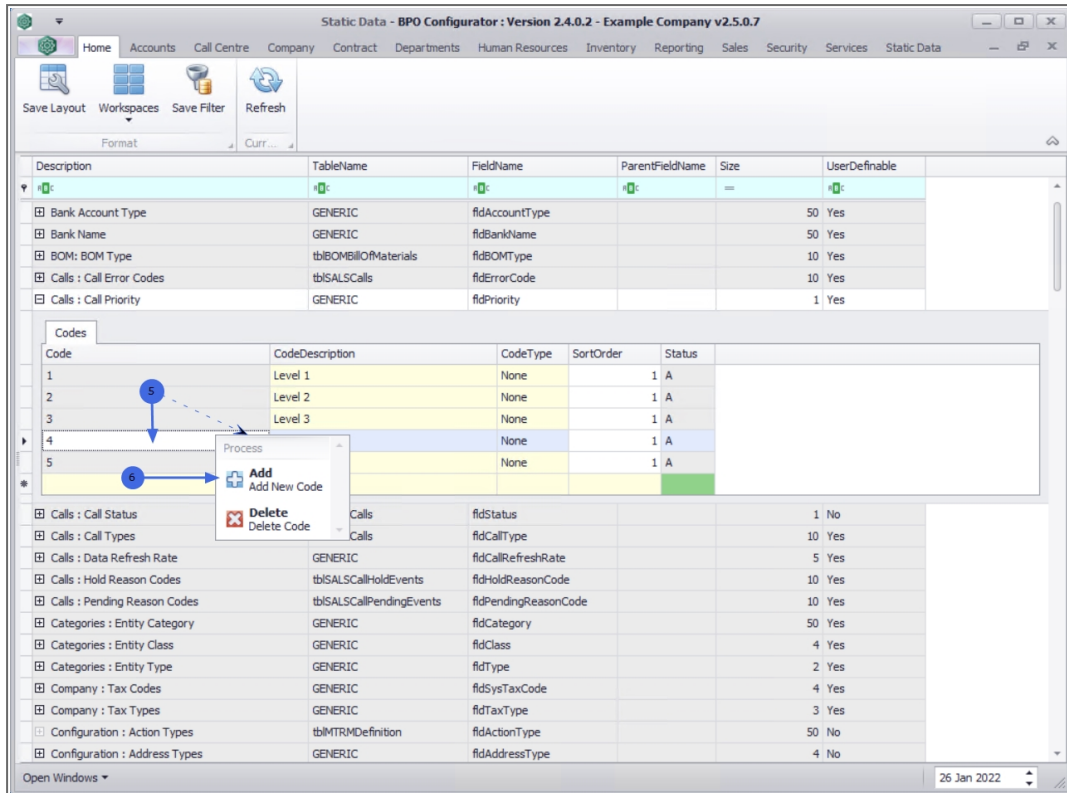 Static Data - BPO Configurator : Version 2.4.0.2 - Example Company v2.5.0.7
Home Accounts Call Centre Company Contract Departments Human Resources Inventory Reporting Sales Security Services Static Data
Save Layout Workspaces Save Filter Refresh
Format Curr...
Description TableName FieldName ParentFieldName Size UserDefinable
Bank Account Type GENERIC fldAccountType 50 Yes
Bank Name GENERIC fldBankName 50 Yes
BOM: BOM Type tblBOMBillOfMaterials fldBOMType 10 Yes
Calls : Call Error Codes tblSALSCalls fldErrorCode 10 Yes
Calls : Call Priority GENERIC fldPriority 1 Yes
Codes
Code CodeDescription CodeType SortOrder Status
1 Level 1 None 1 A
2 Level 2 None 1 A
5
3 Level 3 None 1 A
4 None 1 A
Process
5 None 1 A
6
Add
Add New Code
Calls : Call Status Calls fldStatus 1 No
Delete
Delete Code
Calls : Call Types Calls fldCallType 10 Yes
Calls : Data Refresh Rate GENERIC fldCallRefreshRate 5 Yes
Calls : Hold Reason Codes tblSALSCallHoldEvents fldHoldReasonCode 10 Yes
Calls : Pending Reason Codes tblSALSCallPendingEvents fldPendingReasonCode 10 Yes
Categories : Entity Category GENERIC fldCategory 50 Yes
Categories : Entity Class GENERIC fldClass 4 Yes
Categories : Entity Type GENERIC fldType 2 Yes
Company : Tax Codes GENERIC fldSysTaxCode 4 Yes
Company : Tax Types GENERIC fldTaxType 3 Yes
Configuration : Action Types tblMTRMDefinition fldActionType 50 No
Configuration : Address Types GENERIC fldAddressType 4 No
Open Windows 26 Jan 2022